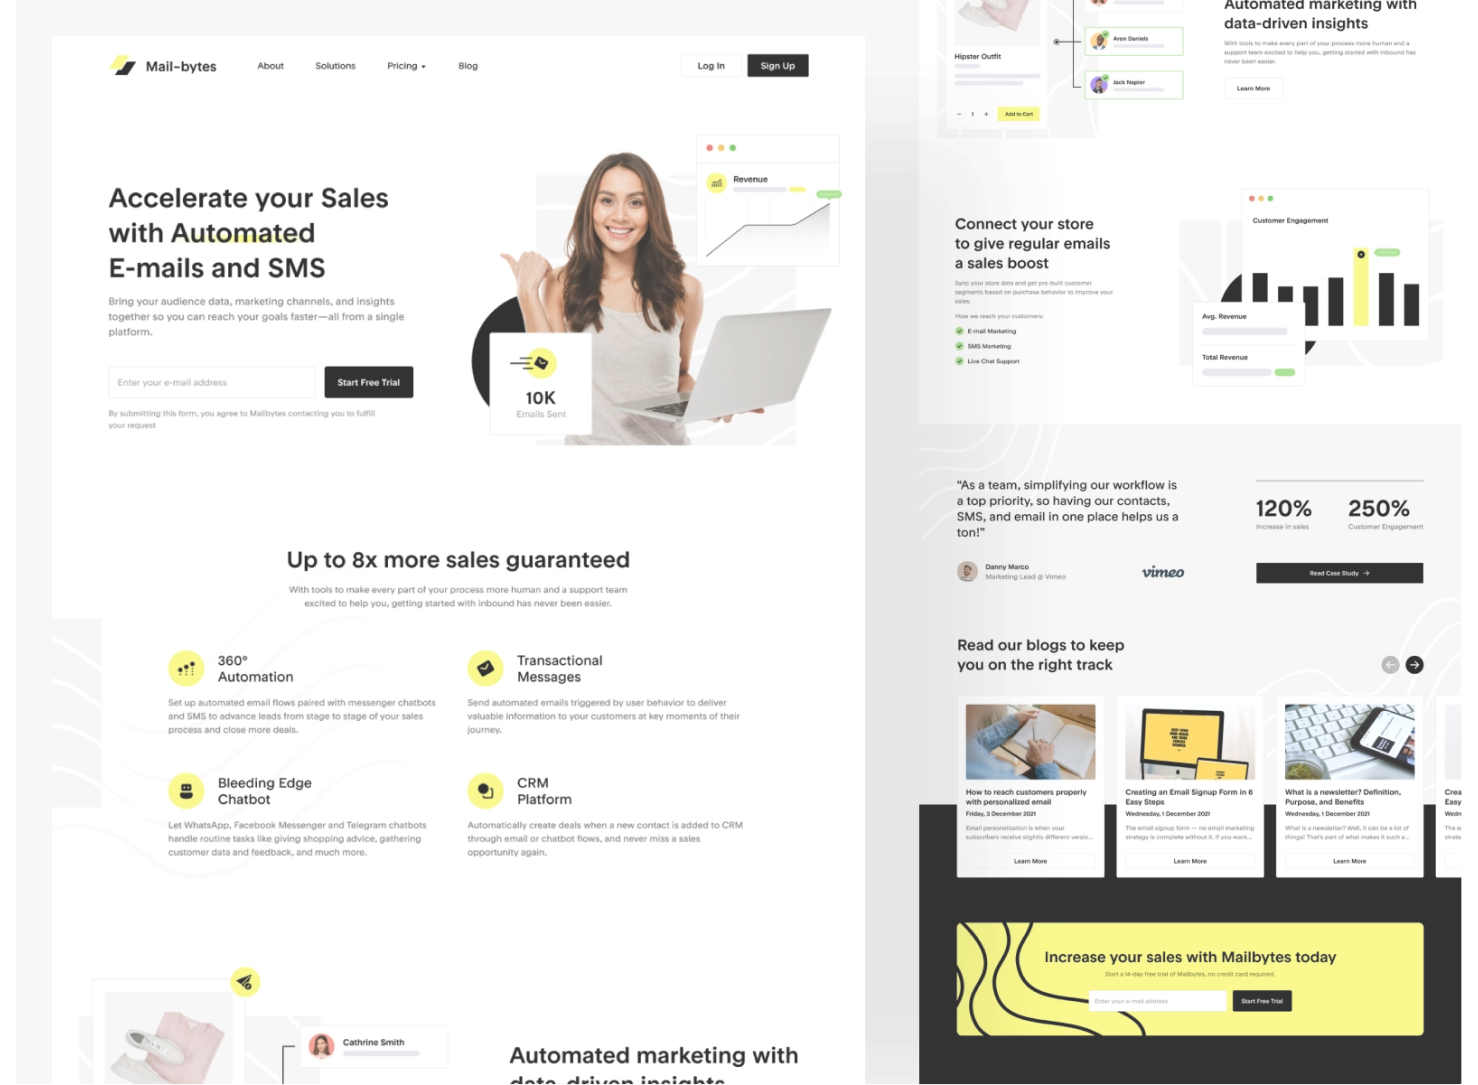 Mail~bytes
About
Solutions
Pricing
Blog
Log In
Sign Up
Accelerate your Sales
with Automated
E-mails and SMS
Bring your audience data, marketing channels, and insights
together so you can reach your goals faster—all from a single
platform.
Enter your e-mail address
Start Free Trial
By submitting this form, you agree to Mailbytes contacting you to fulfill
your request
Revenue
10K
Emails Sent
Up to 8x more sales guaranteed
With tools to make every part of your process more human and a support team
excited to help you, getting started with inbound has never been easier.
360°
Automation
Set up automated email flows paired with messenger chatbots
and SMS to advance leads from stage to stage of your sales
process and close more deals.
Transactional
Messages
Send automated emails triggered by user behavior to deliver
valuable information to your customers at key moments of their
journey.
Bleeding Edge
Chatbot
Let WhatsApp, Facebook Messenger and Telegram chatbots
handle routine tasks like giving shopping advice, gathering
customer data and feedback, and much more.
CRM
Platform
Automatically create deals when a new contact is added to CRM
through email or chatbot flows, and never miss a sales
opportunity again.
Cathrine Smith
Automated marketing with
data-driven insights
Hipster Outfit
- 1 +
Add to Cart
Aron Doniels
Jack Napier
Automated marketing with
data-driven insights
With tools to make every part of your process more human and a
support team excited to help you, getting started with inbound has
never been easier.
Learn More
Connect your store
to give regular emails
a sales boost
Sync your store data and get pre-built customer
segments based on purchase behavior to improve your
sales.
How we reach your customers:
E-mail Marketing
SMS Marketing
Live Chat Support
Customer Engagement
Avg. Revenue
Total Revenue
“As a team, simplifying our workflow is
a top priority, so having our contacts,
SMS, and email in one place helps us a
ton!”
Danny Marco
Marketing Lead @ Vimeo
vimeo
120%
Increase in sales
250%
Customer Engagement
Read Case Study →
Read our blogs to keep
you on the right track
How to reach customers properly
with personalized email
Friday, 3 December 2021
Email personalization is when your
subscribers receive slightly different versio...
Learn More
Creating an Email Signup Form in 6
Easy Steps
Wednesday, 1 December 2021
The email signup form — no email marketing
strategy is complete without it. If you want...
Learn More
What is a newsletter? Definition,
Purpose, and Benefits
Wednesday, 1 December 2021
What is a newsletter? Well, it can be a lot of
things! That's part of what makes it such a...
Learn More
Crea
Easy
Wedn
The e
strate
Increase your sales with Mailbytes today
Start a 14-day free trial of Mailbytes, no credit card required.
Enter your e-mail address
Start Free Trial